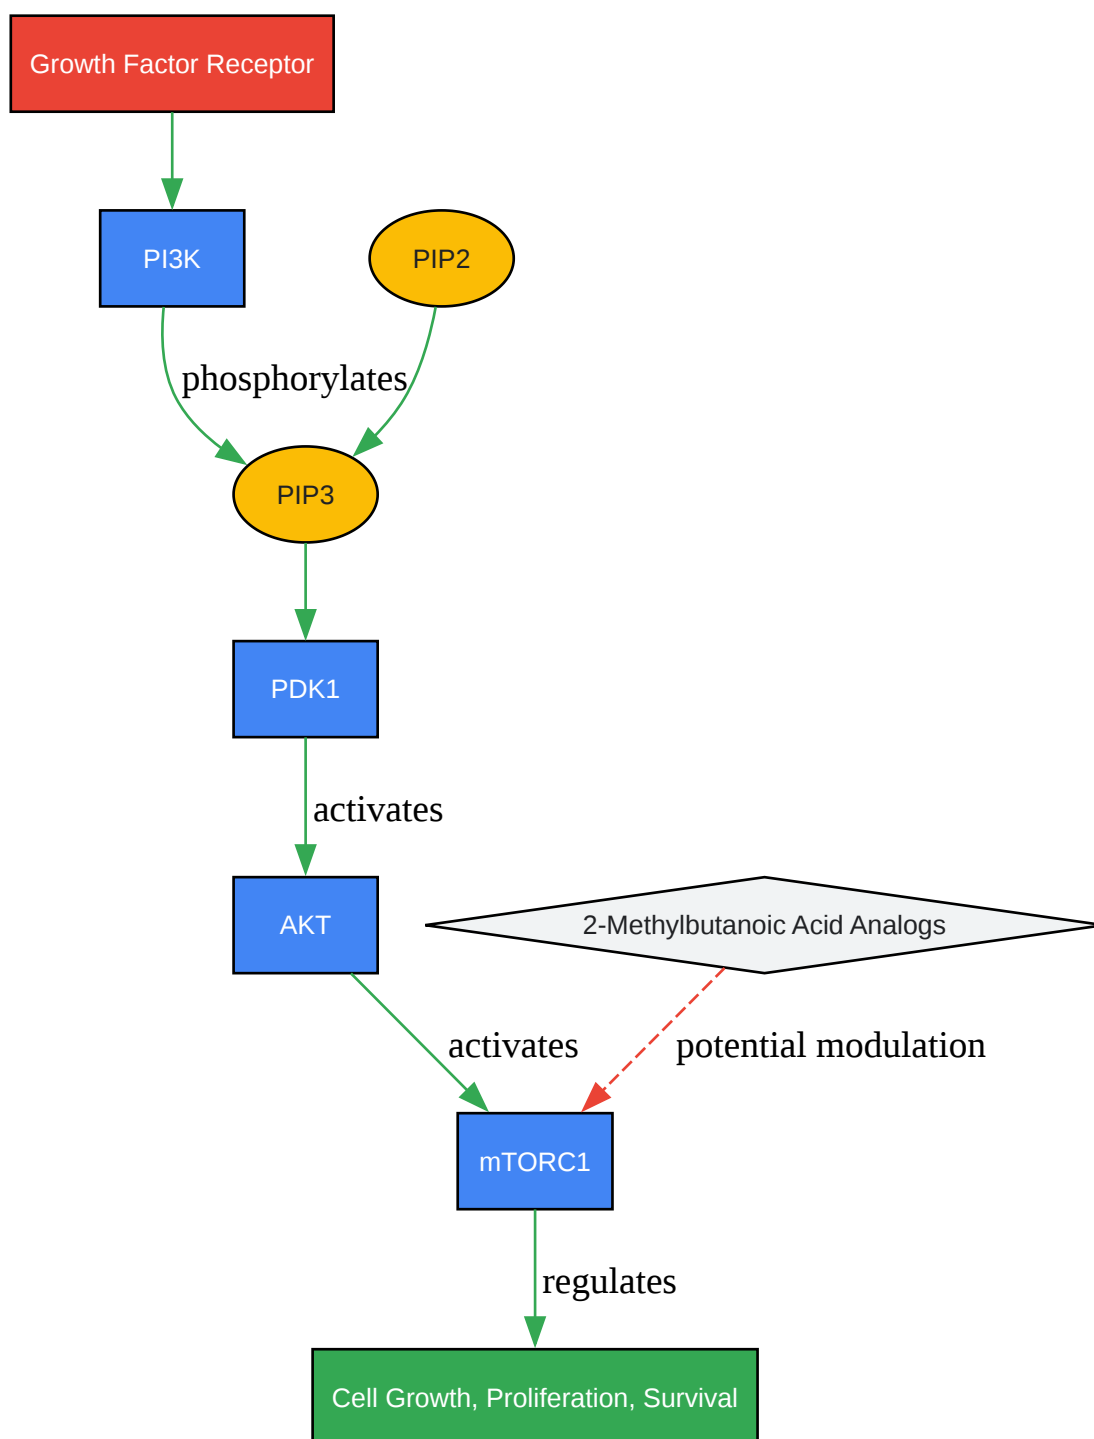 Growth Factor Receptor
PI3K
PIP2
phosphorylates
PIP3
PDK1
activates
AKT
2-Methylbutanoic Acid Analogs
activates
potential modulation
mTORC1
regulates
Cell Growth, Proliferation, Survival